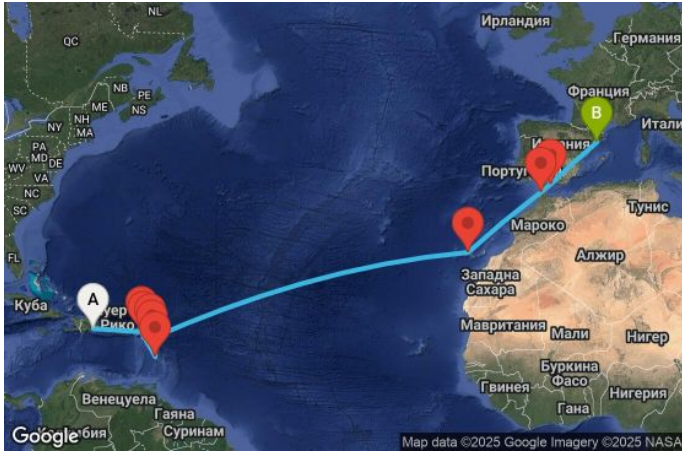 NL
Ирландия
QC
Германия
NB
PE
Франция
ME
NS
B
NY
NH
MA
Итали
PA
MD
DE
WV
VA
NC
Тунис
SC
Мароко
Алжир
FL
Западна
Сахара
A
Куба
Рико
Мавритания
Мали
Нигер
Буркина
Фасо
Венецуела
Гвинея
Нигерия
Гаяна
Гана
Суринам
Google
Map data ©2025 Google Imagery ©2025 NASA